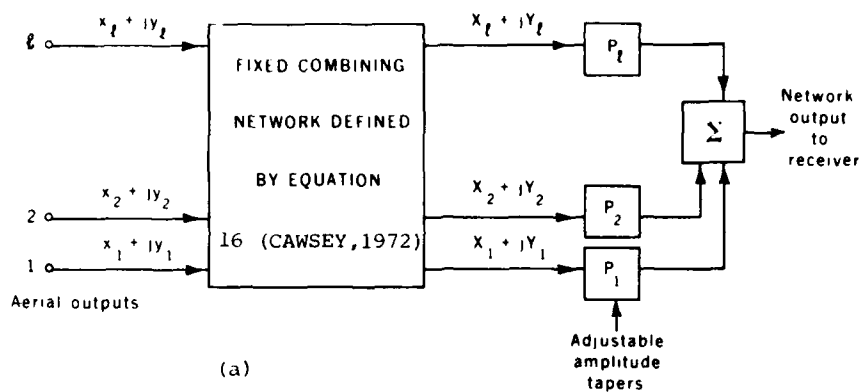 x_ℓ + jy_ℓ
X_ℓ + jY_ℓ
ℓ
P_ℓ
FIXED COMBINING
NETWORK DEFINED
BY EQUATION
16 (CAWSEY,1972)
Σ
Network
output
to
receiver
x_2 + jy_2
X_2 + jY_2
2
P_2
x_1 + jy_1
X_1 + jY_1
1
P_1
Aerial outputs
Adjustable
amplitude
tapers
(a)